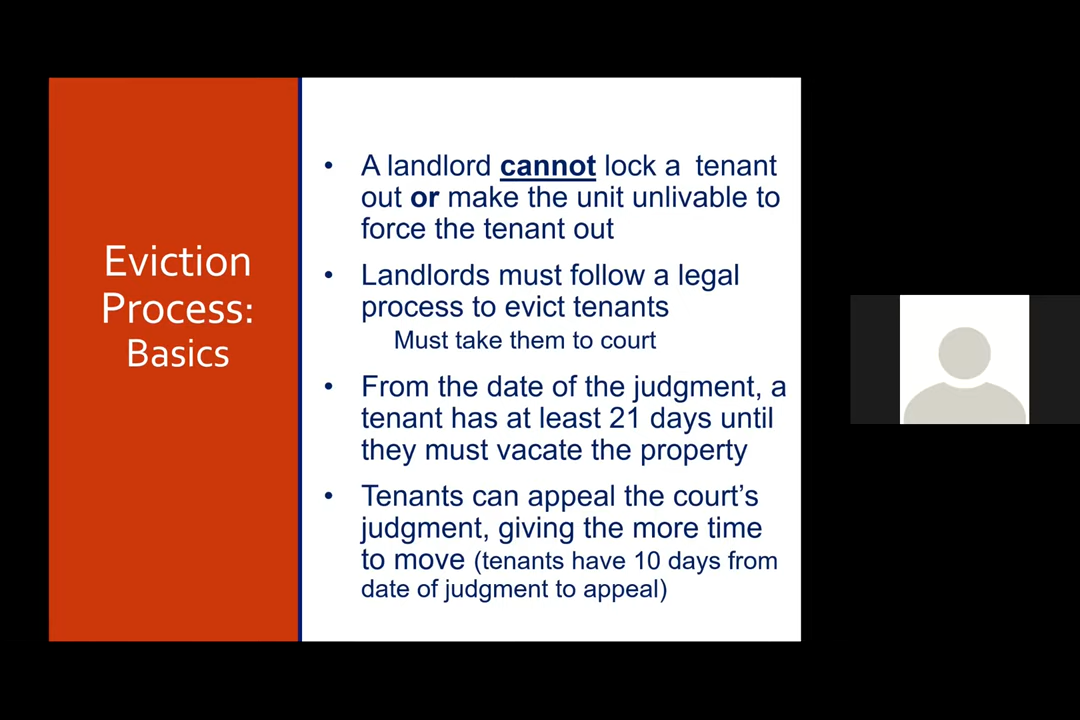 Eviction
Process:
Basics
• A landlord cannot lock a tenant
out or make the unit unlivable to
force the tenant out
• Landlords must follow a legal
process to evict tenants
Must take them to court
• From the date of the judgment, a
tenant has at least 21 days until
they must vacate the property
• Tenants can appeal the court’s
judgment, giving the more time
to move (tenants have 10 days from
date of judgment to appeal)